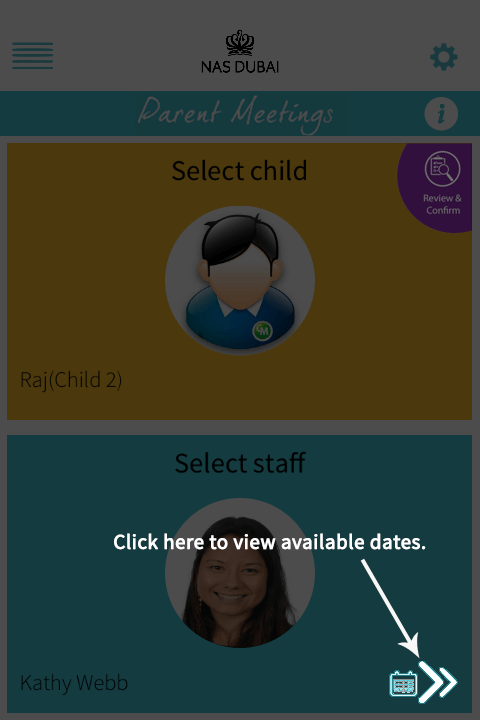 NAS DUBAI
Parent Meetings
i
Select child
Review &
Confirm
Raj(Child 2)
Select staff
Click here to view available dates.
Kathy Webb